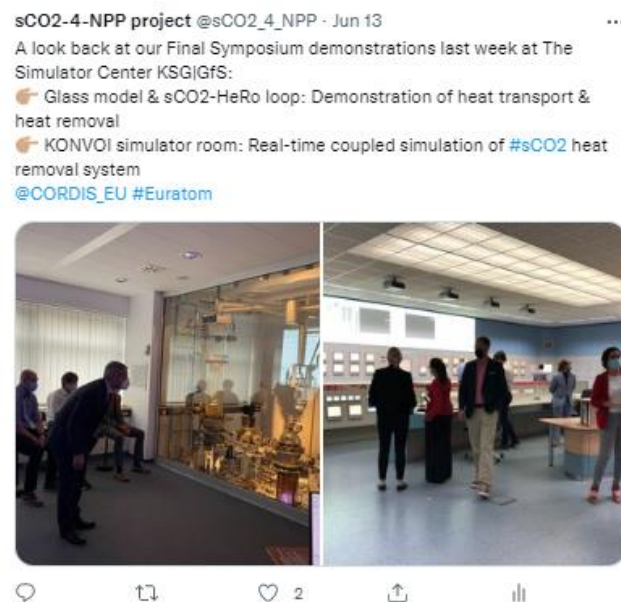 sCO2-4-NPP project @sCO2_4_NPP · Jun 13 ...
A look back at our Final Symposium demonstrations last week at The
Simulator Center KSG|GfS:
👉🏼 Glass model & sCO2-HeRo loop: Demonstration of heat transport &
heat removal
👉🏼 KONVOI simulator room: Real-time coupled simulation of #sCO2 heat
removal system
@CORDIS_EU #Euratom
2